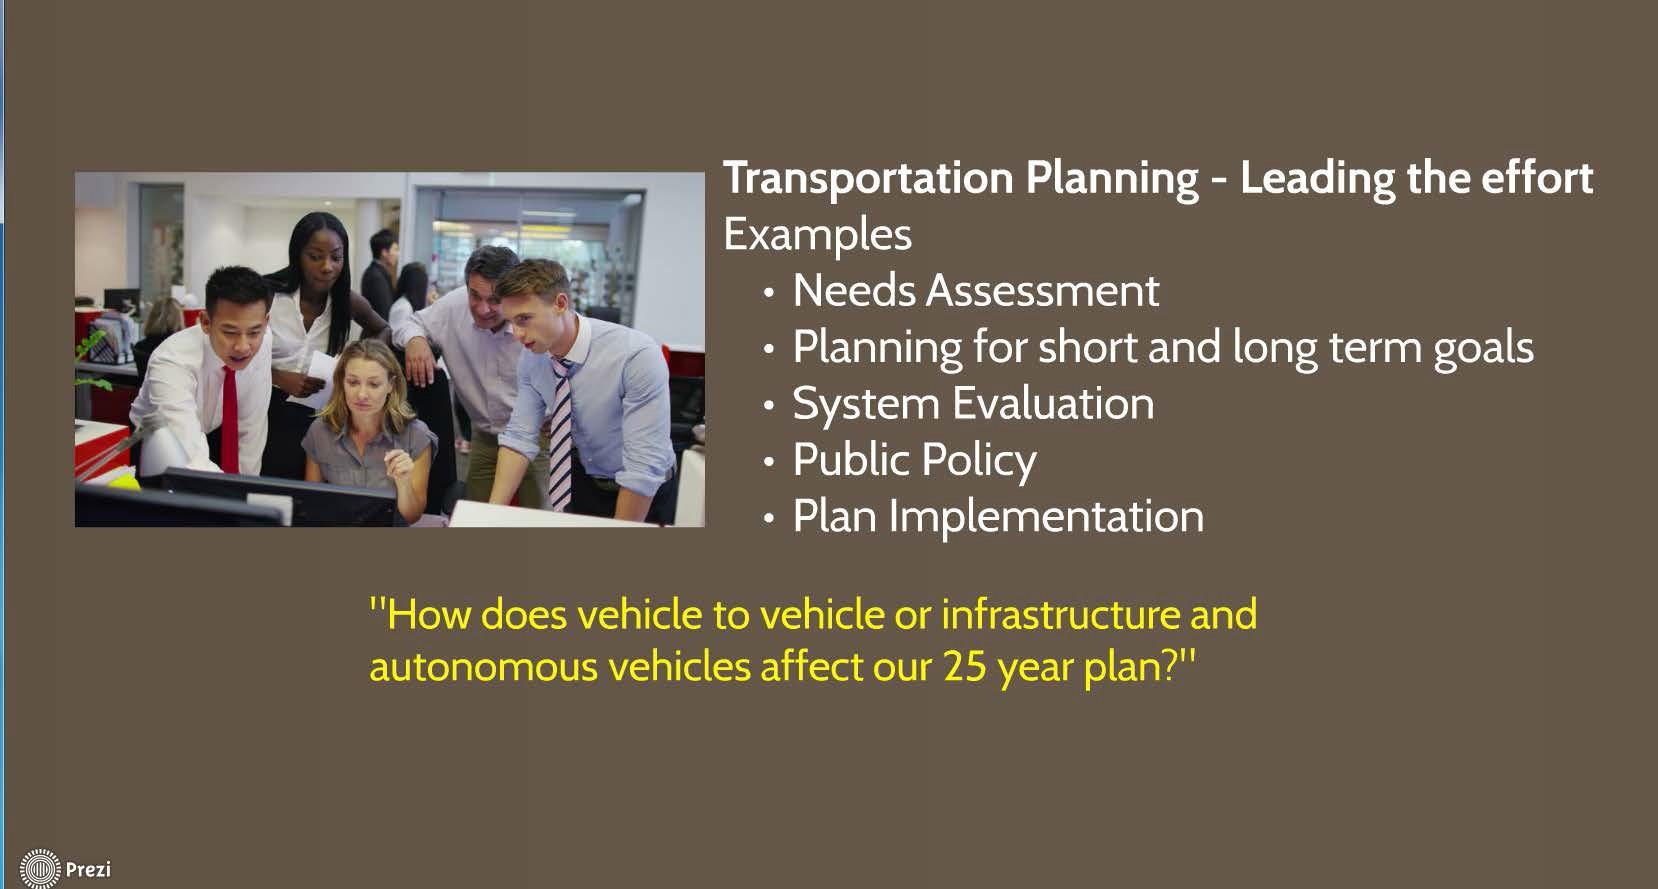 Transportation Planning - Leading the effort
Examples
• Needs Assessment
• Planning for short and long term goals
• System Evaluation
• Public Policy
• Plan Implementation
"How does vehicle to vehicle or infrastructure and
autonomous vehicles affect our 25 year plan?"
Prezi